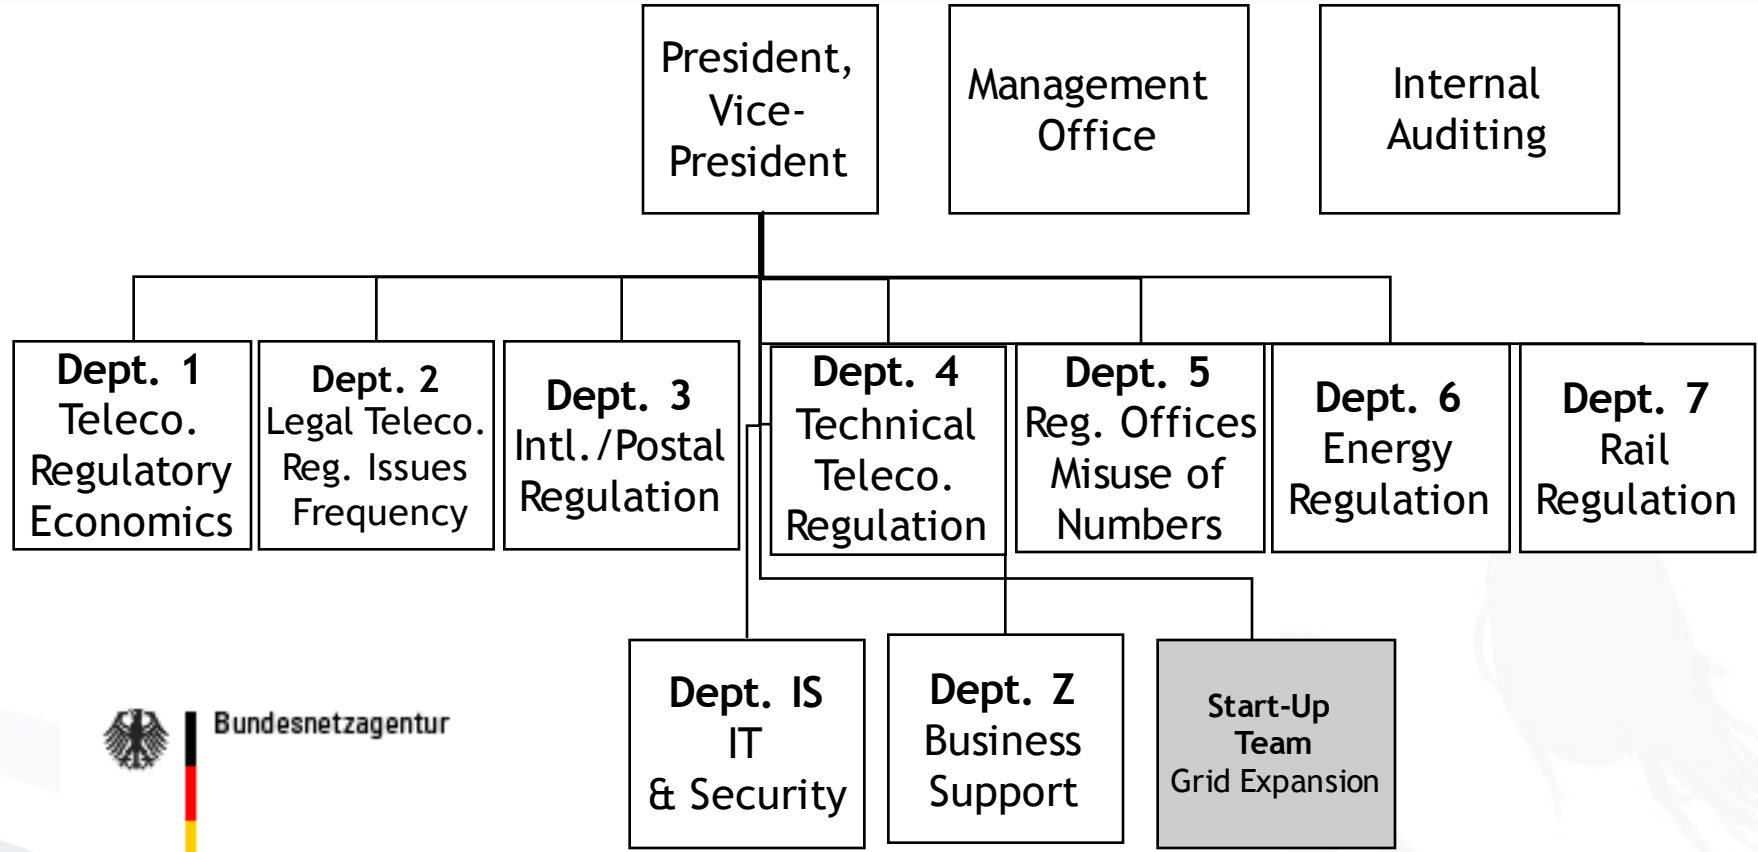 President,
Vice-
President
Management
Office
Internal
Auditing
Dept. 1
Teleco.
Regulatory
Economics
Dept. 2
Legal Teleco.
Reg. Issues
Frequency
Dept. 3
Intl./Postal
Regulation
Dept. 4
Technical
Teleco.
Regulation
Dept. 5
Reg. Offices
Misuse of
Numbers
Dept. 6
Energy
Regulation
Dept. 7
Rail
Regulation
Dept. IS
IT
& Security
Dept. Z
Business
Support
Start-Up
Team
Grid Expansion
Bundesnetzagentur